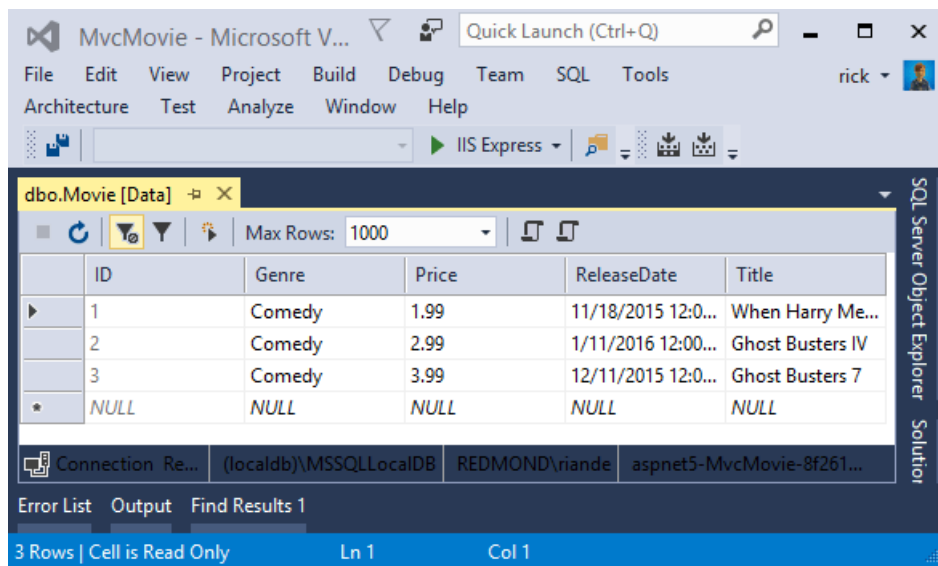 MvcMovie - Microsoft V... Quick Launch (Ctrl+Q)
File Edit View Project Build Debug Team SQL Tools rick
Architecture Test Analyze Window Help
IIS Express
dbo.Movie [Data]
Max Rows: 1000
ID Genre Price ReleaseDate Title
1 Comedy 1.99 11/18/2015 12:0... When Harry Me...
2 Comedy 2.99 1/11/2016 12:00... Ghost Busters IV
3 Comedy 3.99 12/11/2015 12:0... Ghost Busters 7
NULL NULL NULL NULL NULL
Connection Re... (localdb)\MSSQLLocalDB REDMOND\riande aspnet5-MvcMovie-8f261...
Error List Output Find Results 1
3 Rows | Cell is Read Only Ln 1 Col 1
SQL Server Object Explorer